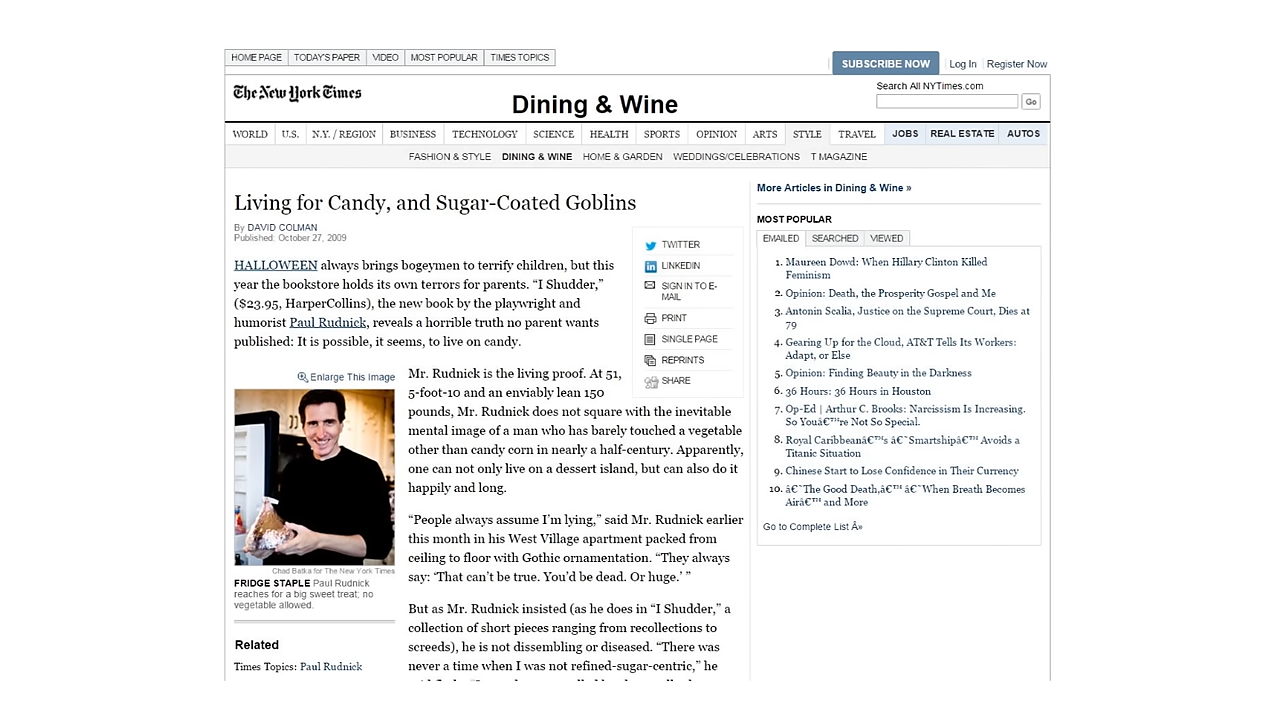 HOME PAGE TODAY'S PAPER VIDEO MOST POPULAR TIMES TOPICS
SUBSCRIBE NOW Log In Register Now
The New York Times
Dining & Wine
Search All NYTimes.com
Go
WORLD U.S. N.Y. / REGION BUSINESS TECHNOLOGY SCIENCE HEALTH SPORTS OPINION ARTS STYLE TRAVEL JOBS REAL ESTATE AUTOS
FASHION & STYLE DINING & WINE HOME & GARDEN WEDDINGS/CELEBRATIONS T MAGAZINE
Living for Candy, and Sugar-Coated Goblins
By DAVID COLMAN
Published: October 27, 2009
HALLOWEEN always brings bogeymen to terrify children, but this
year the bookstore holds its own terrors for parents. “I Shudder,”
($23.95, HarperCollins), the new book by the playwright and
humorist Paul Rudnick, reveals a horrible truth no parent wants
published: It is possible, it seems, to live on candy.
TWITTER
LINKEDIN
SIGN IN TO E-
MAIL
PRINT
SINGLE PAGE
REPRINTS
SHARE
Enlarge This Image
Chad Batka for The New York Times
FRIDGE STAPLE Paul Rudnick
reaches for a big sweet treat; no
vegetable allowed.
Related
Times Topics: Paul Rudnick
Mr. Rudnick is the living proof. At 51,
5-foot-10 and an enviably lean 150
pounds, Mr. Rudnick does not square with the inevitable
mental image of a man who has barely touched a vegetable
other than candy corn in nearly a half-century. Apparently,
one can not only live on a dessert island, but can also do it
happily and long.
“People always assume I’m lying,” said Mr. Rudnick earlier
this month in his West Village apartment packed from
ceiling to floor with Gothic ornamentation. “They always
say: ‘That can’t be true. You’d be dead. Or huge.’ ”
But as Mr. Rudnick insisted (as he does in “I Shudder,” a
collection of short pieces ranging from recollections to
screeds), he is not dissembling or diseased. “There was
never a time when I was not refined-sugar-centric,” he
More Articles in Dining & Wine »
MOST POPULAR
EMAILED SEARCHED VIEWED
1. Maureen Dowd: When Hillary Clinton Killed
Feminism
2. Opinion: Death, the Prosperity Gospel and Me
3. Antonin Scalia, Justice on the Supreme Court, Dies at
79
4. Gearing Up for the Cloud, AT&T Tells Its Workers:
Adapt, or Else
5. Opinion: Finding Beauty in the Darkness
6. 36 Hours: 36 Hours in Houston
7. Op-Ed | Arthur C. Brooks: Narcissism Is Increasing.
So Youâ€™re Not So Special.
8. Royal Caribbeanâ€™s â€˜Smartshipâ€™ Avoids a
Titanic Situation
9. Chinese Start to Lose Confidence in Their Currency
10. â€˜The Good Death,â€™ â€˜When Breath Becomes
Airâ€™ and More
Go to Complete List Â»